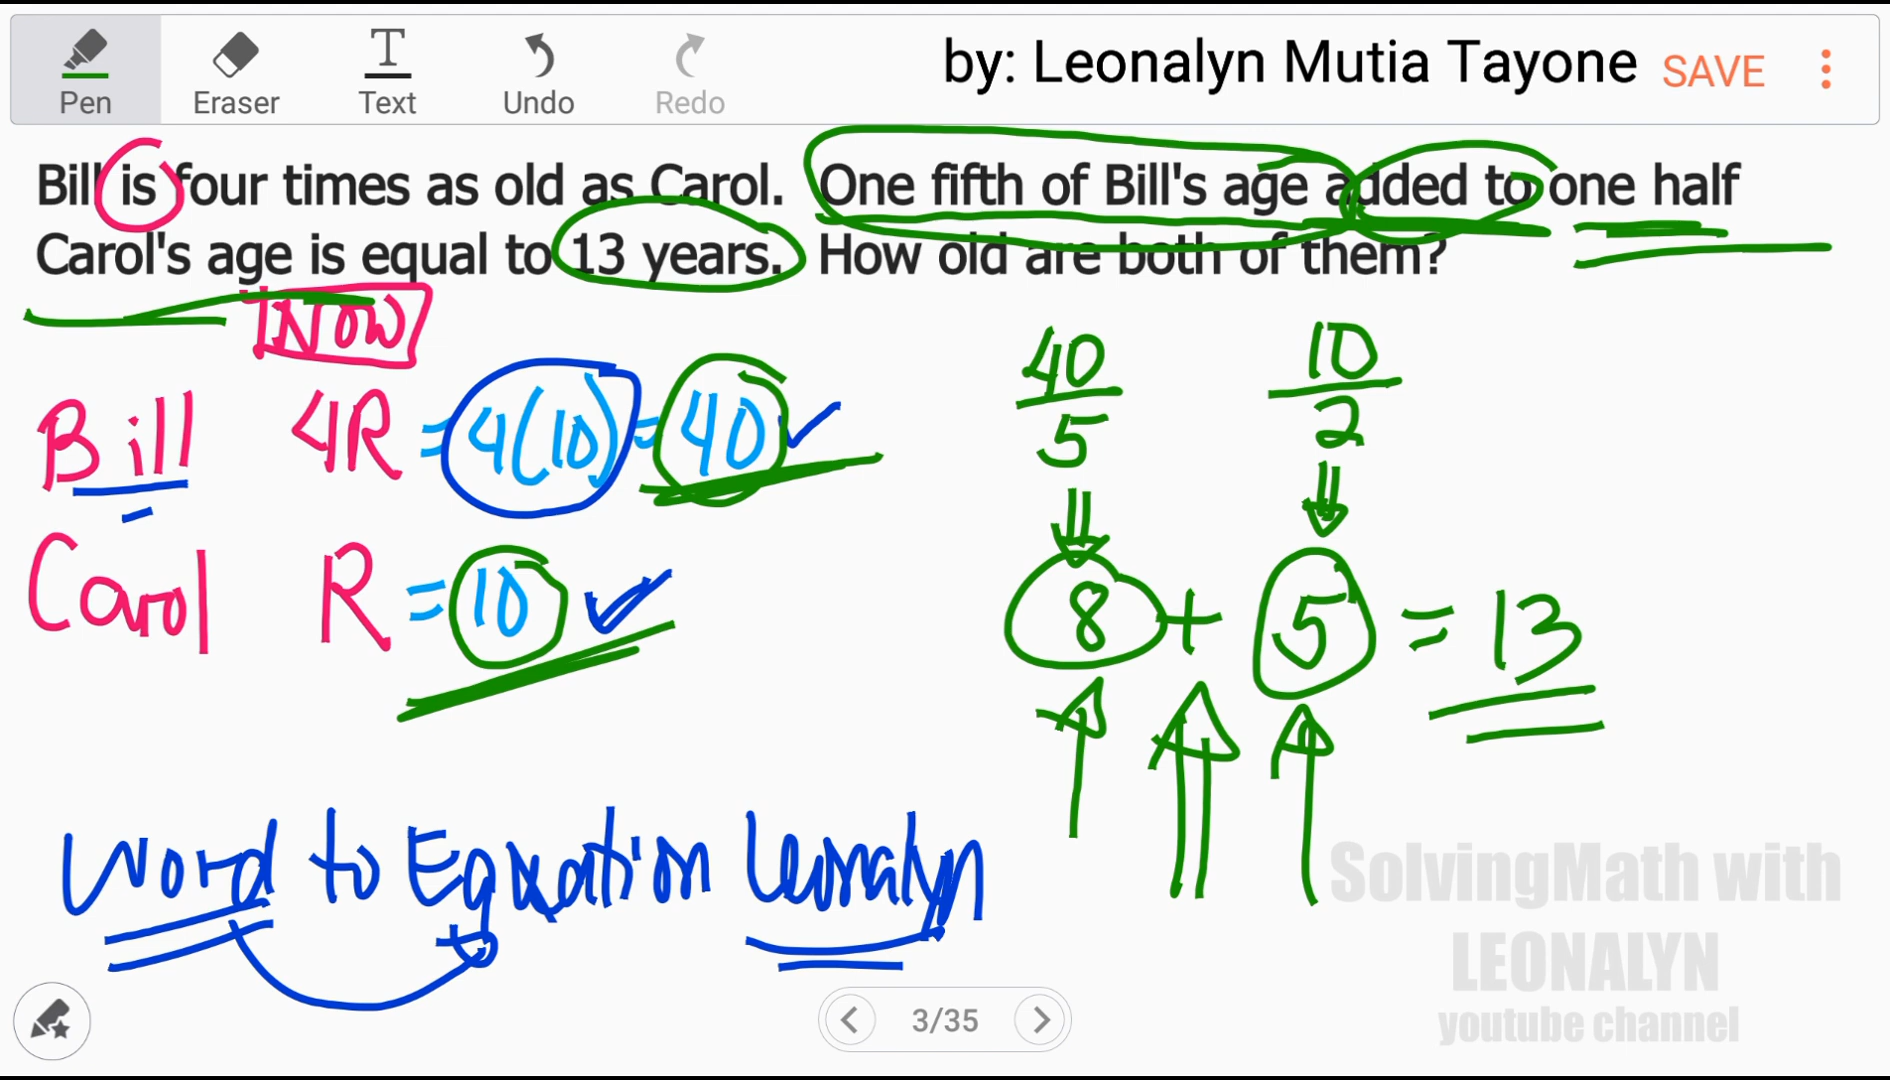 Pen
Eraser
Text
Undo
Redo
by: Leonalyn Mutia Tayone
SAVE
Bill is four times as old as Carol. One fifth of Bill's age added to one half
Carol's age is equal to 13 years. How old are both of them?
Now
Bill 4R = 4(10) = 40
Carol R = 10
40/5
10/2
8 + 5 = 13
Word to Equation Leonalyn
SolvingMath with
LEONALYN
youtube channel
3/35